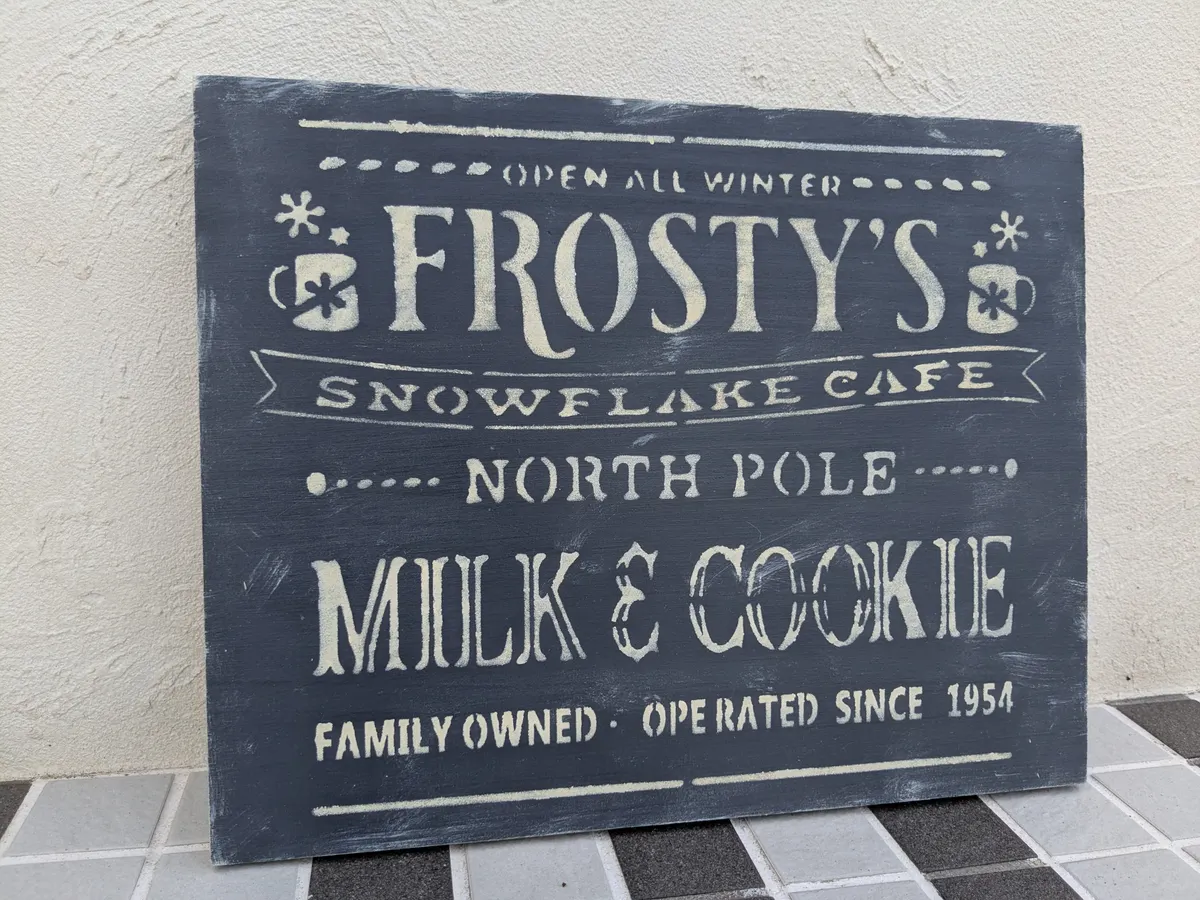 OPEN ALL WINTER
FROSTY'S
SNOWFLAKE CAFE
NORTH POLE
MILK & COOKIE
FAMILY OWNED · OPERATED SINCE 1954